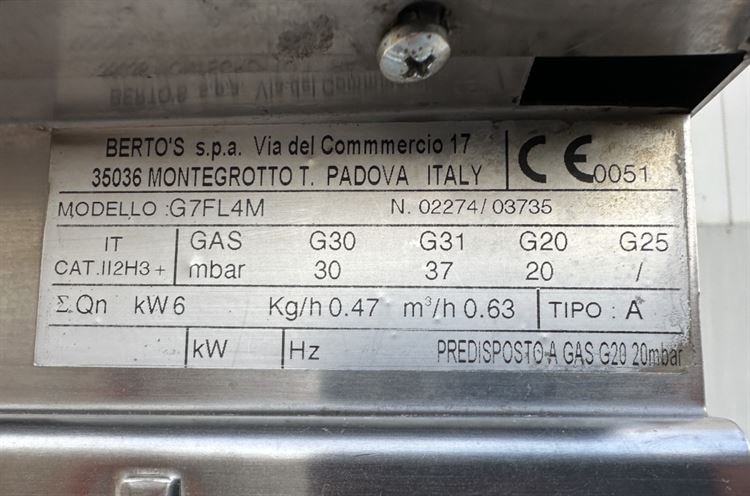 BERTO'S s.p.a. Via del Commmercio 17
35036 MONTEGROTTO T. PADOVA ITALY
CE 0051
MODELLO :G7FL4M N. 02274/03735
IT GAS G30 G31 G20 G25
CAT.II2H3+ mbar 30 37 20 /
Σ.Qn kW 6 Kg/h 0.47 m³/h 0.63 TIPO : A
kW Hz PREDISPOSTO A GAS G20 20mbar